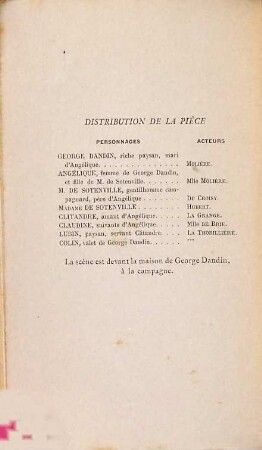 DISTRIBUTION DE LA PIÈCE
PERSONNAGES ACTEURS
GEORGE DANDIN, riche paysan, mari
d'Angélique. . . . . . . . . . . . . MOLIÈRE.
ANGÉLIQUE, femme de George Dandin,
et fille de M. de Sotenville. . . . . . . Mlle MOLIÈRE.
M. DE SOTENVILLE, gentilhomme cam-
pagnard, père d'Angélique . . . . . . DU CROISY
MADAME DE SOTENVILLE . . . . . . . HUBERT.
CLITANDRE, amant d'Angélique. . . . . LA GRANGE.
CLAUDINE, suivante d'Angélique. . . . . Mlle DE BRIE.
LUBIN, paysan, servant Clitandre. . . . LA THORILLIÈRE.
COLIN, valet de George Dandin. . . . . ***
La scène est devant la maison de George Dandin,
à la campagne.